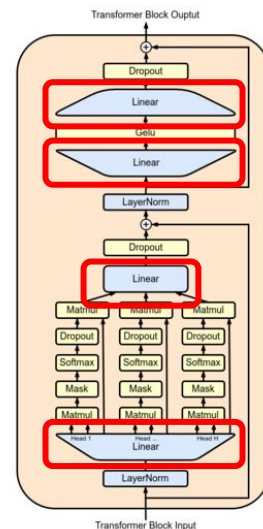 Transformer Block Ouptut
Dropout
Linear
Gelu
Linear
LayerNorm
Dropout
Linear
Matmul Matmul Matmul
Dropout Dropout Dropout
Softmax Softmax Softmax
Mask Mask Mask
Matmul Matmul Matmul
Head 1 Head ... Head H
Linear
LayerNorm
Transformer Block Input